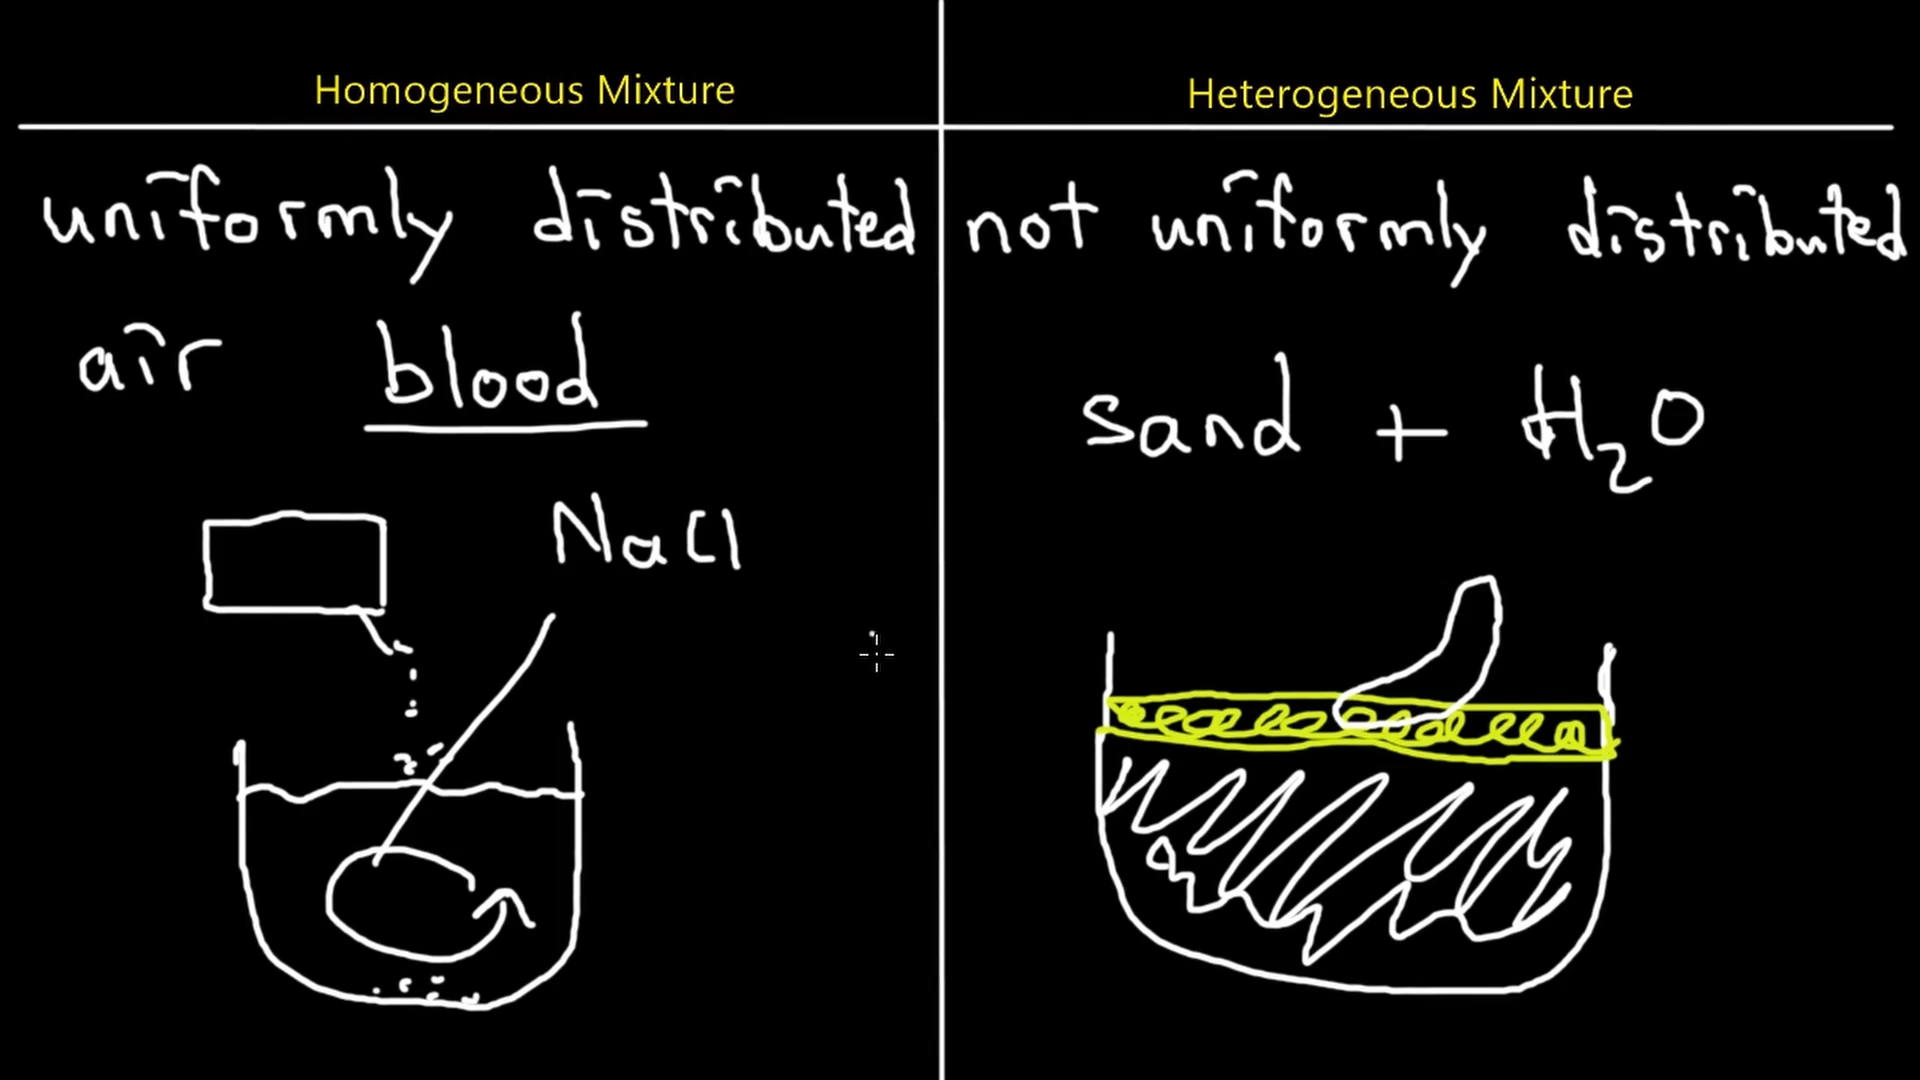 Homogeneous Mixture
uniformly distributed
air blood
NaCl
Heterogeneous Mixture
not uniformly distributed
sand + H₂O